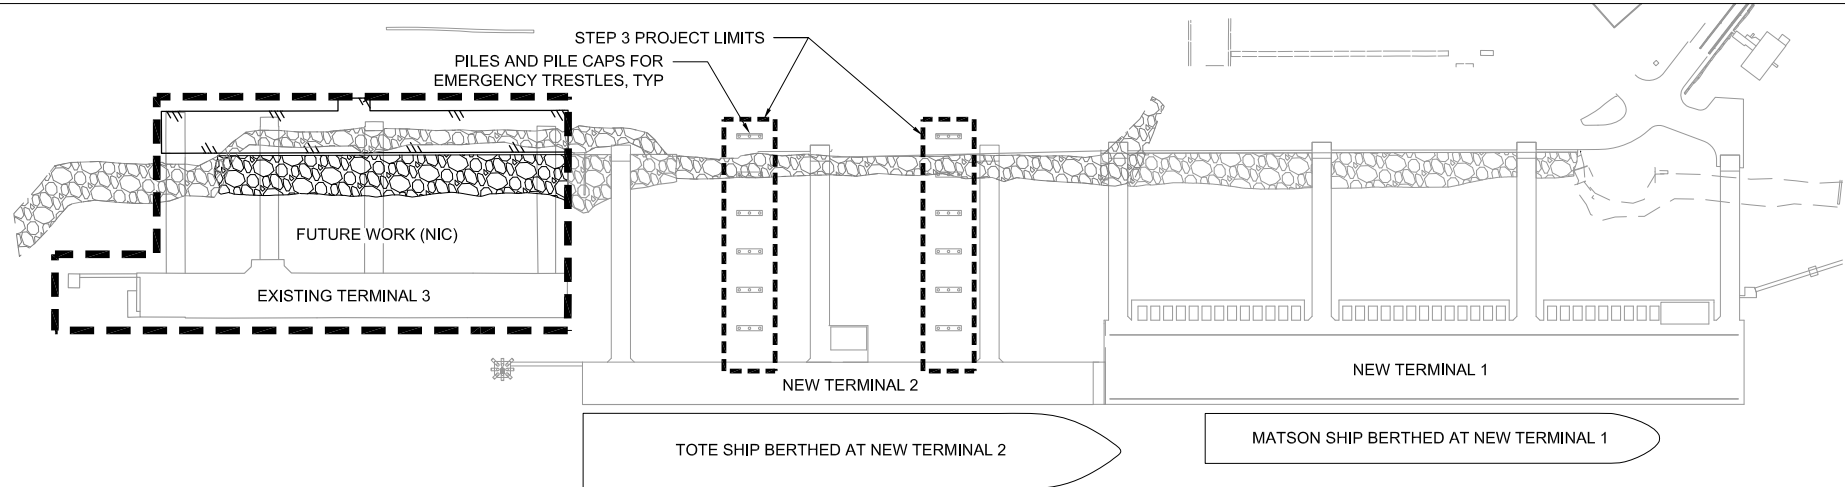 STEP 3 PROJECT LIMITS
PILES AND PILE CAPS FOR
EMERGENCY TRESTLES, TYP
FUTURE WORK (NIC)
EXISTING TERMINAL 3
NEW TERMINAL 2
NEW TERMINAL 1
TOTE SHIP BERTHED AT NEW TERMINAL 2
MATSON SHIP BERTHED AT NEW TERMINAL 1